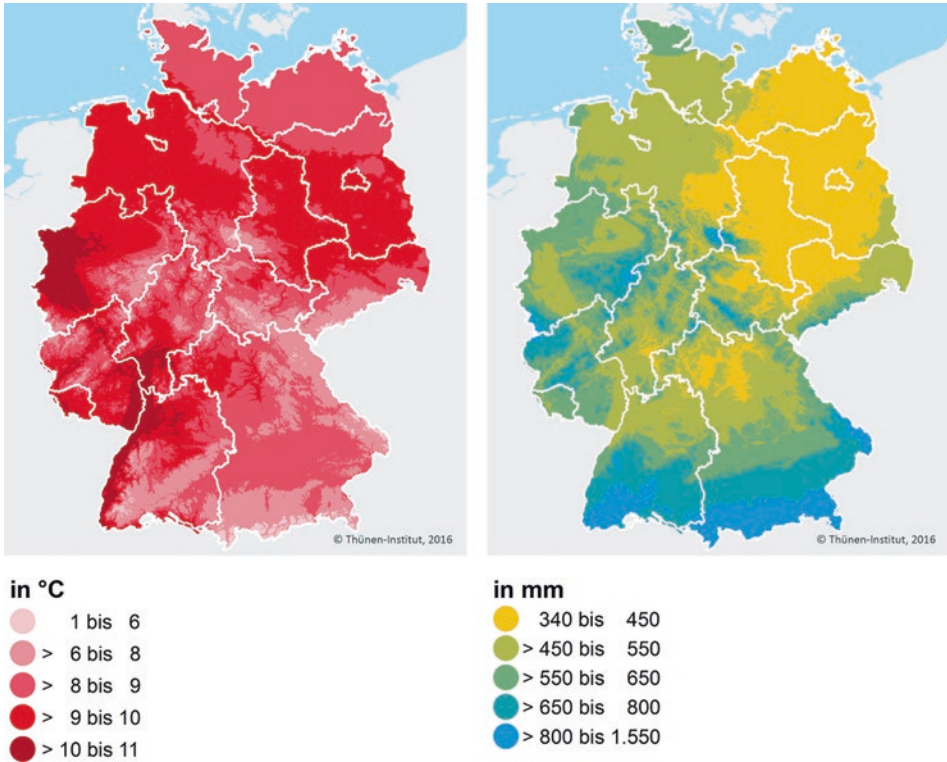 © Thünen-Institut, 2016
© Thünen-Institut, 2016
in °C
1 bis 6
> 6 bis 8
> 8 bis 9
> 9 bis 10
> 10 bis 11
in mm
340 bis 450
> 450 bis 550
> 550 bis 650
> 650 bis 800
> 800 bis 1.550